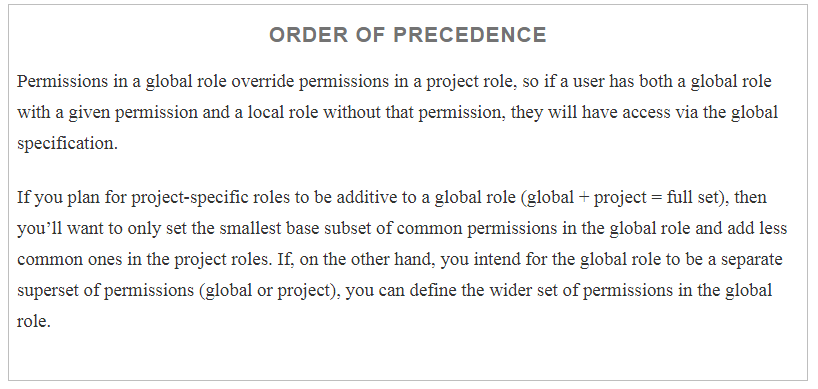 ORDER OF PRECEDENCE
Permissions in a global role override permissions in a project role, so if a user has both a global role
with a given permission and a local role without that permission, they will have access via the global
specification.
If you plan for project-specific roles to be additive to a global role (global + project = full set), then
you’ll want to only set the smallest base subset of common permissions in the global role and add less
common ones in the project roles. If, on the other hand, you intend for the global role to be a separate
superset of permissions (global or project), you can define the wider set of permissions in the global
role.